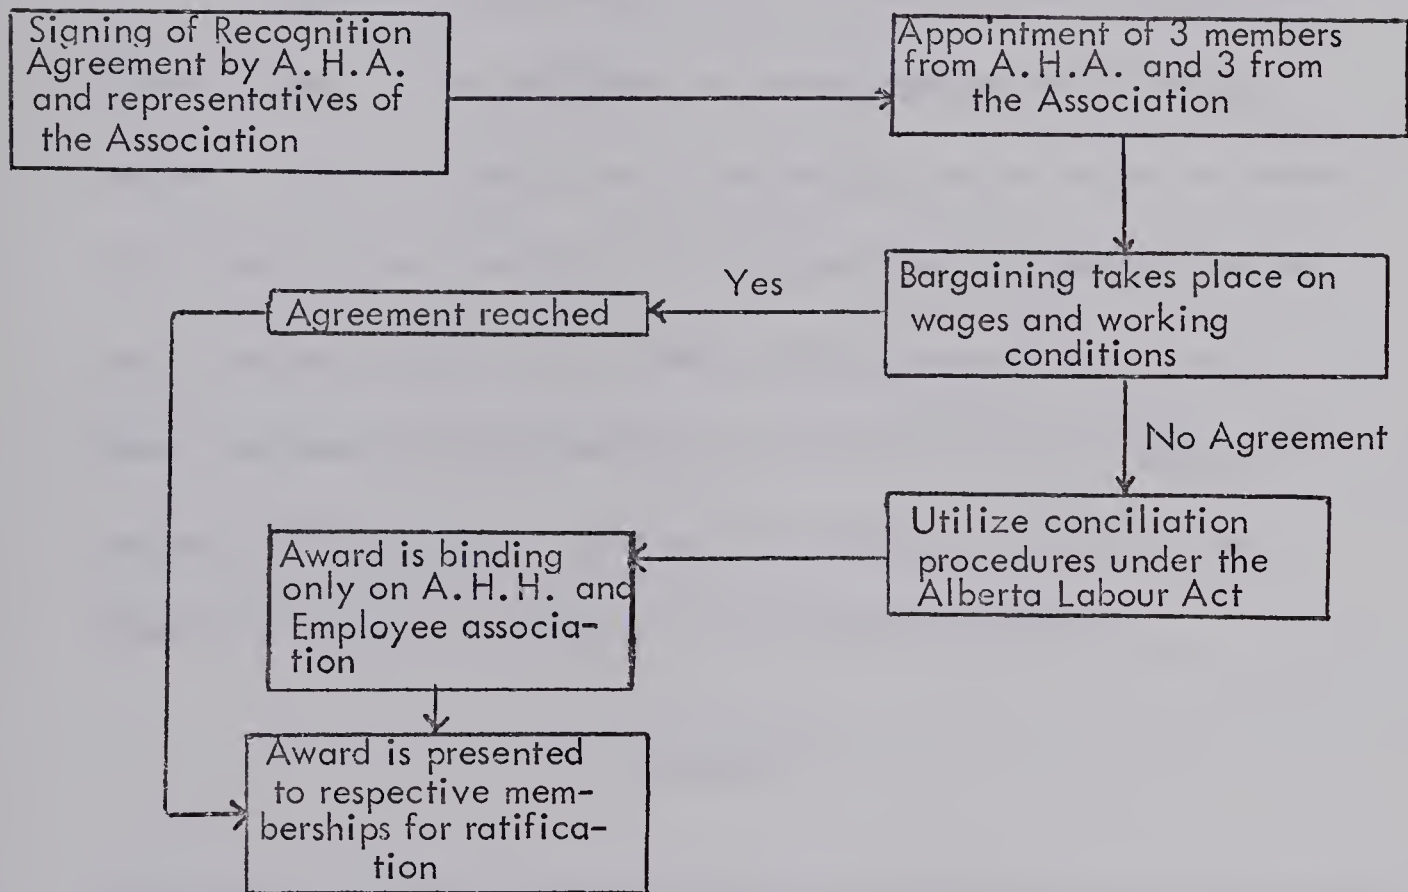 Signing of Recognition
Agreement by A.H.A.
and representatives of
the Association
Appointment of 3 members
from A.H.A. and 3 from
the Association
Bargaining takes place on
wages and working
conditions
Yes
Agreement reached
No Agreement
Utilize conciliation
procedures under the
Alberta Labour Act
Award is binding
only on A.H.H. and
Employee associa-
tion
Award is presented
to respective mem-
berships for ratifica-
tion